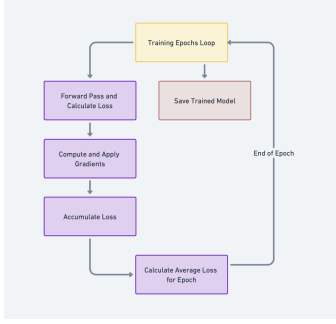 Training Epochs Loop
Forward Pass and
Calculate Loss
Save Trained Model
Compute and Apply
Gradients
End of Epoch
Accumulate Loss
Calculate Average Loss
for Epoch